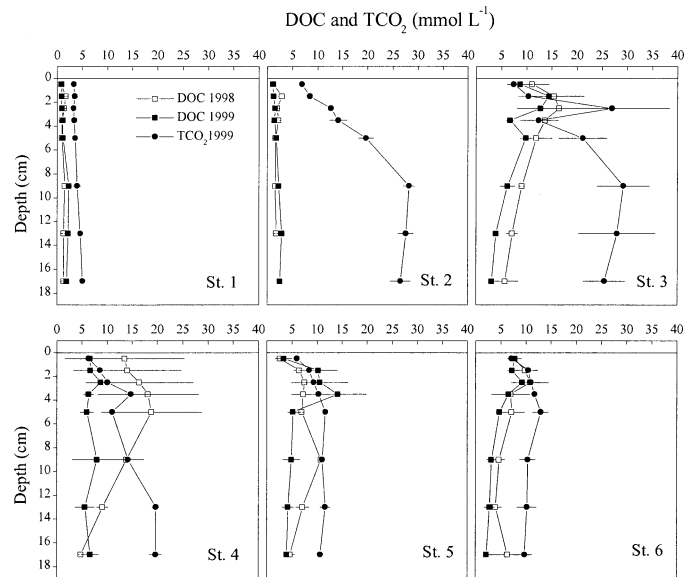 DOC and TCO₂ (mmol L⁻¹)
0 5 10 15 20 25 30 35 40 0 5 10 15 20 25 30 35 40 5 10 15 20 25 30 35 40
0
2
4
6
8
10
12
14
16
18
Depth (cm)
DOC 1998
DOC 1999
TCO₂1999
St. 1
St. 2
St. 3
0 5 10 15 20 25 30 35 40 5 10 15 20 25 30 35 40 0 5 10 15 20 25 30 35 40
0
2
4
6
8
10
12
14
16
18
Depth (cm)
St. 4
St. 5
St. 6